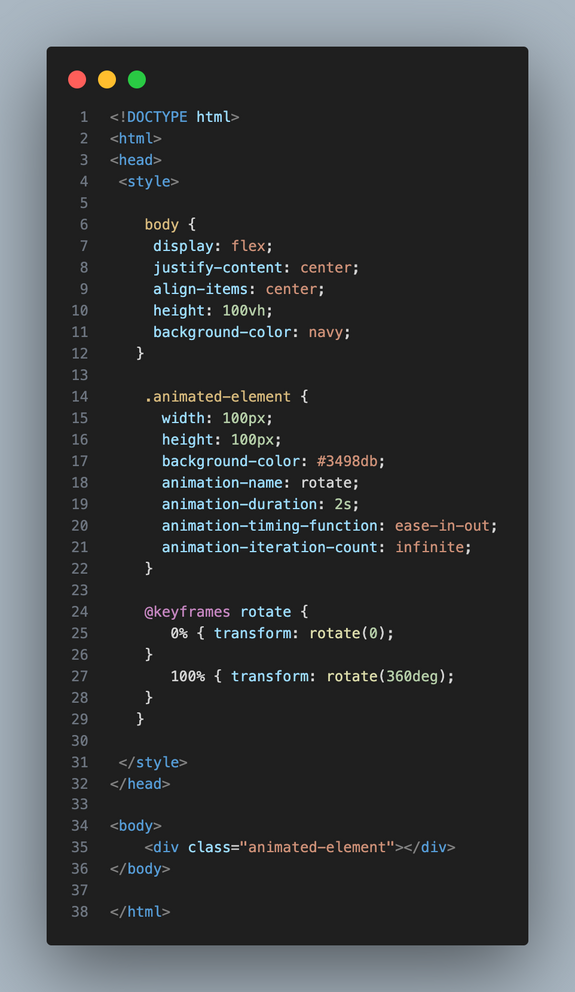 1 <!DOCTYPE html>
2 <html>
3 <head>
4 <style>
5
6 body {
7 display: flex;
8 justify-content: center;
9 align-items: center;
10 height: 100vh;
11 background-color: navy;
12 }
13
14 .animated-element {
15 width: 100px;
16 height: 100px;
17 background-color: #3498db;
18 animation-name: rotate;
19 animation-duration: 2s;
20 animation-timing-function: ease-in-out;
21 animation-iteration-count: infinite;
22 }
23
24 @keyframes rotate {
25 0% { transform: rotate(0);
26 }
27 100% { transform: rotate(360deg);
28 }
29 }
30
31 </style>
32 </head>
33
34 <body>
35 <div class="animated-element"></div>
36 </body>
37
38 </html>